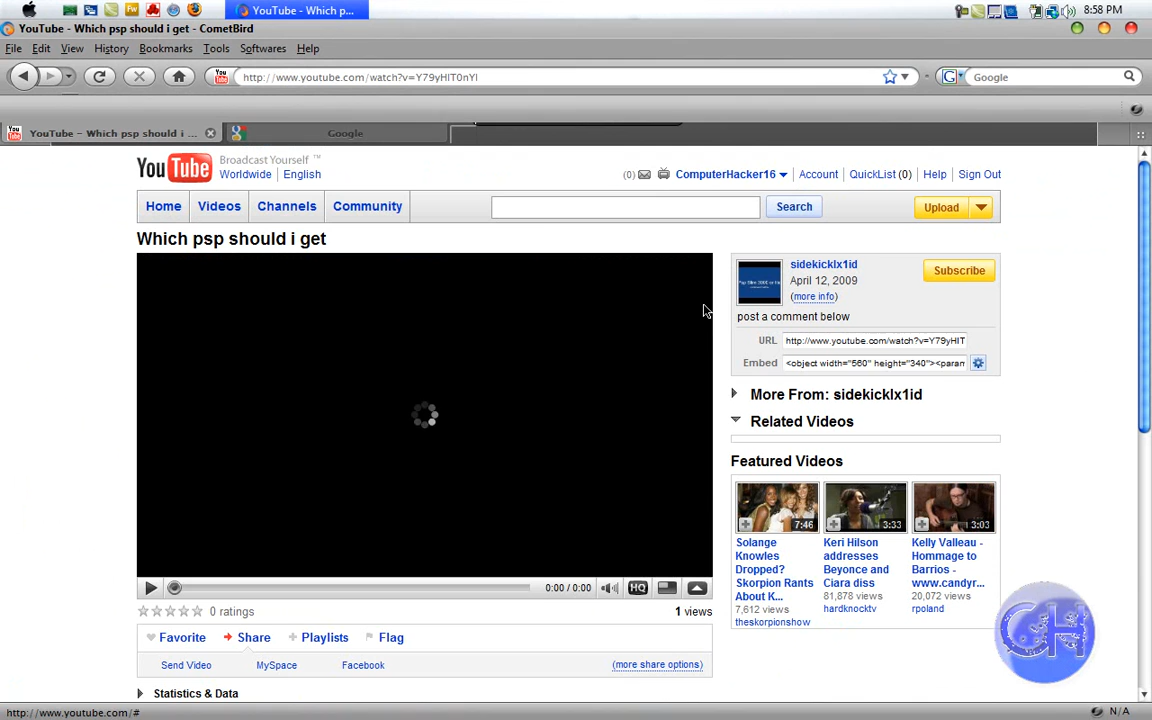 YouTube - Which p...
8:58 PM
YouTube - Which psp should i get - CometBird
File Edit View History Bookmarks Tools Softwares Help
http://www.youtube.com/watch?v=Y79yHIT0nYI
Google
YouTube - Which psp should i ...
Google
YouTube
Broadcast Yourself ™
Worldwide | English
(0) ComputerHacker16 | Account | QuickList (0) | Help | Sign Out
Home Videos Channels Community
Search
Upload
Which psp should i get
sidekicklx1id
April 12, 2009
(more info)
Subscribe
post a comment below
URL http://www.youtube.com/watch?v=Y79yHIT
Embed <object width="560" height="340"><param
More From: sidekicklx1id
Related Videos
Featured Videos
7:46
3:33
3:03
Solange
Knowles
Dropped?
Skorpion Rants
About K...
7,612 views
theskorpionshow
Keri Hilson
addresses
Beyonce and
Ciara diss
81,878 views
hardknocktv
Kelly Valleau -
Hommage to
Barrios -
www.candyr...
20,072 views
rpoland
0:00 / 0:00
HQ
0 ratings
1 views
Favorite Share Playlists Flag
Send Video MySpace Facebook (more share options)
Statistics & Data
CH
http://www.youtube.com/#
N/A